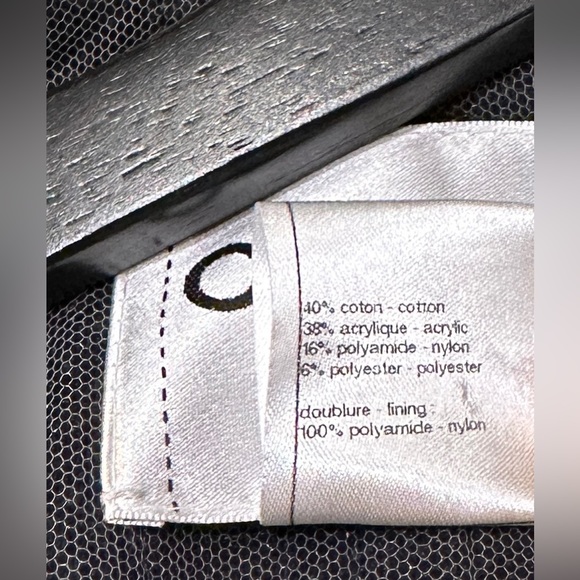 40% coton - cotton
38% acrylique - acrylic
16% polyamide - nylon
6% polyester - polyester
doublure - lining :
100% polyamide - nylon